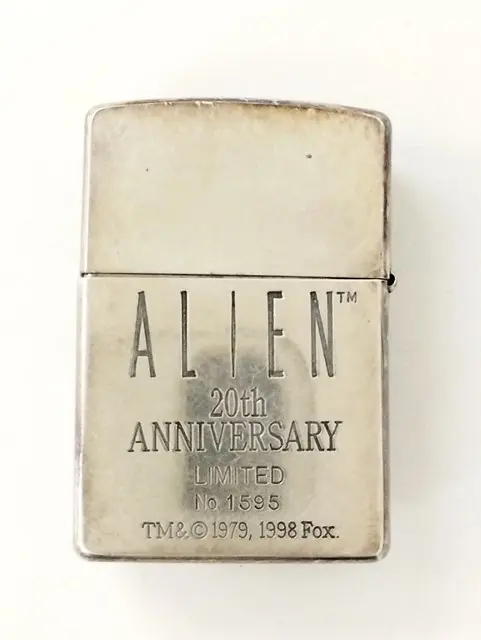 ALIEN™
20th
ANNIVERSARY
LIMITED
No.1595
TM&©1979, 1998 Fox.